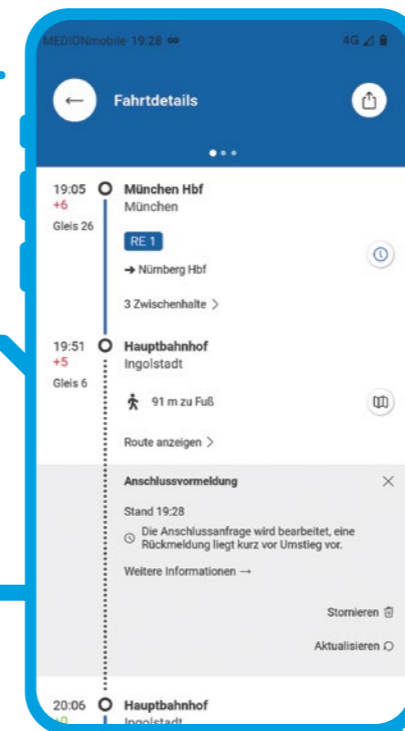 MEDIONmobile 19:28
4G
Fahrtdetails
19:05 München Hbf
+6 München
Gleis 26
RE 1
→ Nürnberg Hbf
3 Zwischenhalte >
19:51 Hauptbahnhof
+5 Ingolstadt
Gleis 6
91 m zu Fuß
Route anzeigen >
Anschlussvormeldung
Stand 19:28
Die Anschlussanfrage wird bearbeitet, eine
Rückmeldung liegt kurz vor Umstieg vor.
Weitere Informationen →
Stornieren
Aktualisieren
20:06 Hauptbahnhof
+0 Ingolstadt